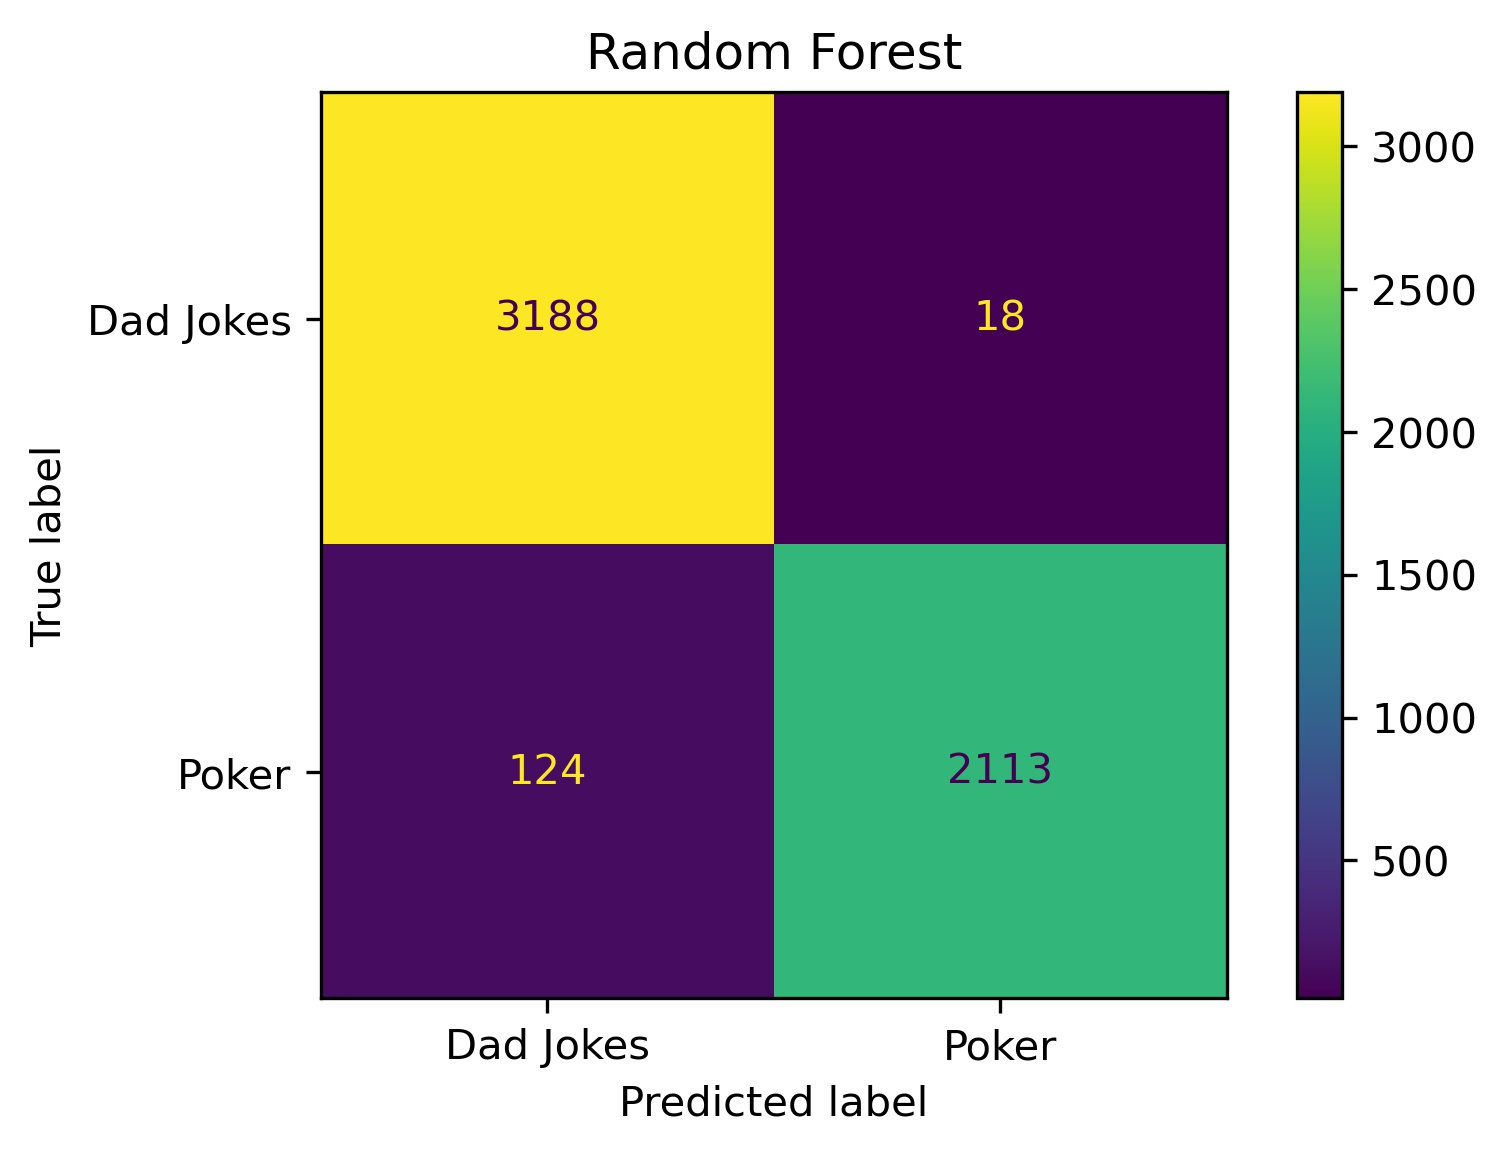 Random Forest
3188
18
124
2113
Dad Jokes
Poker
True label
Dad Jokes
Poker
Predicted label
3000
2500
2000
1500
1000
500